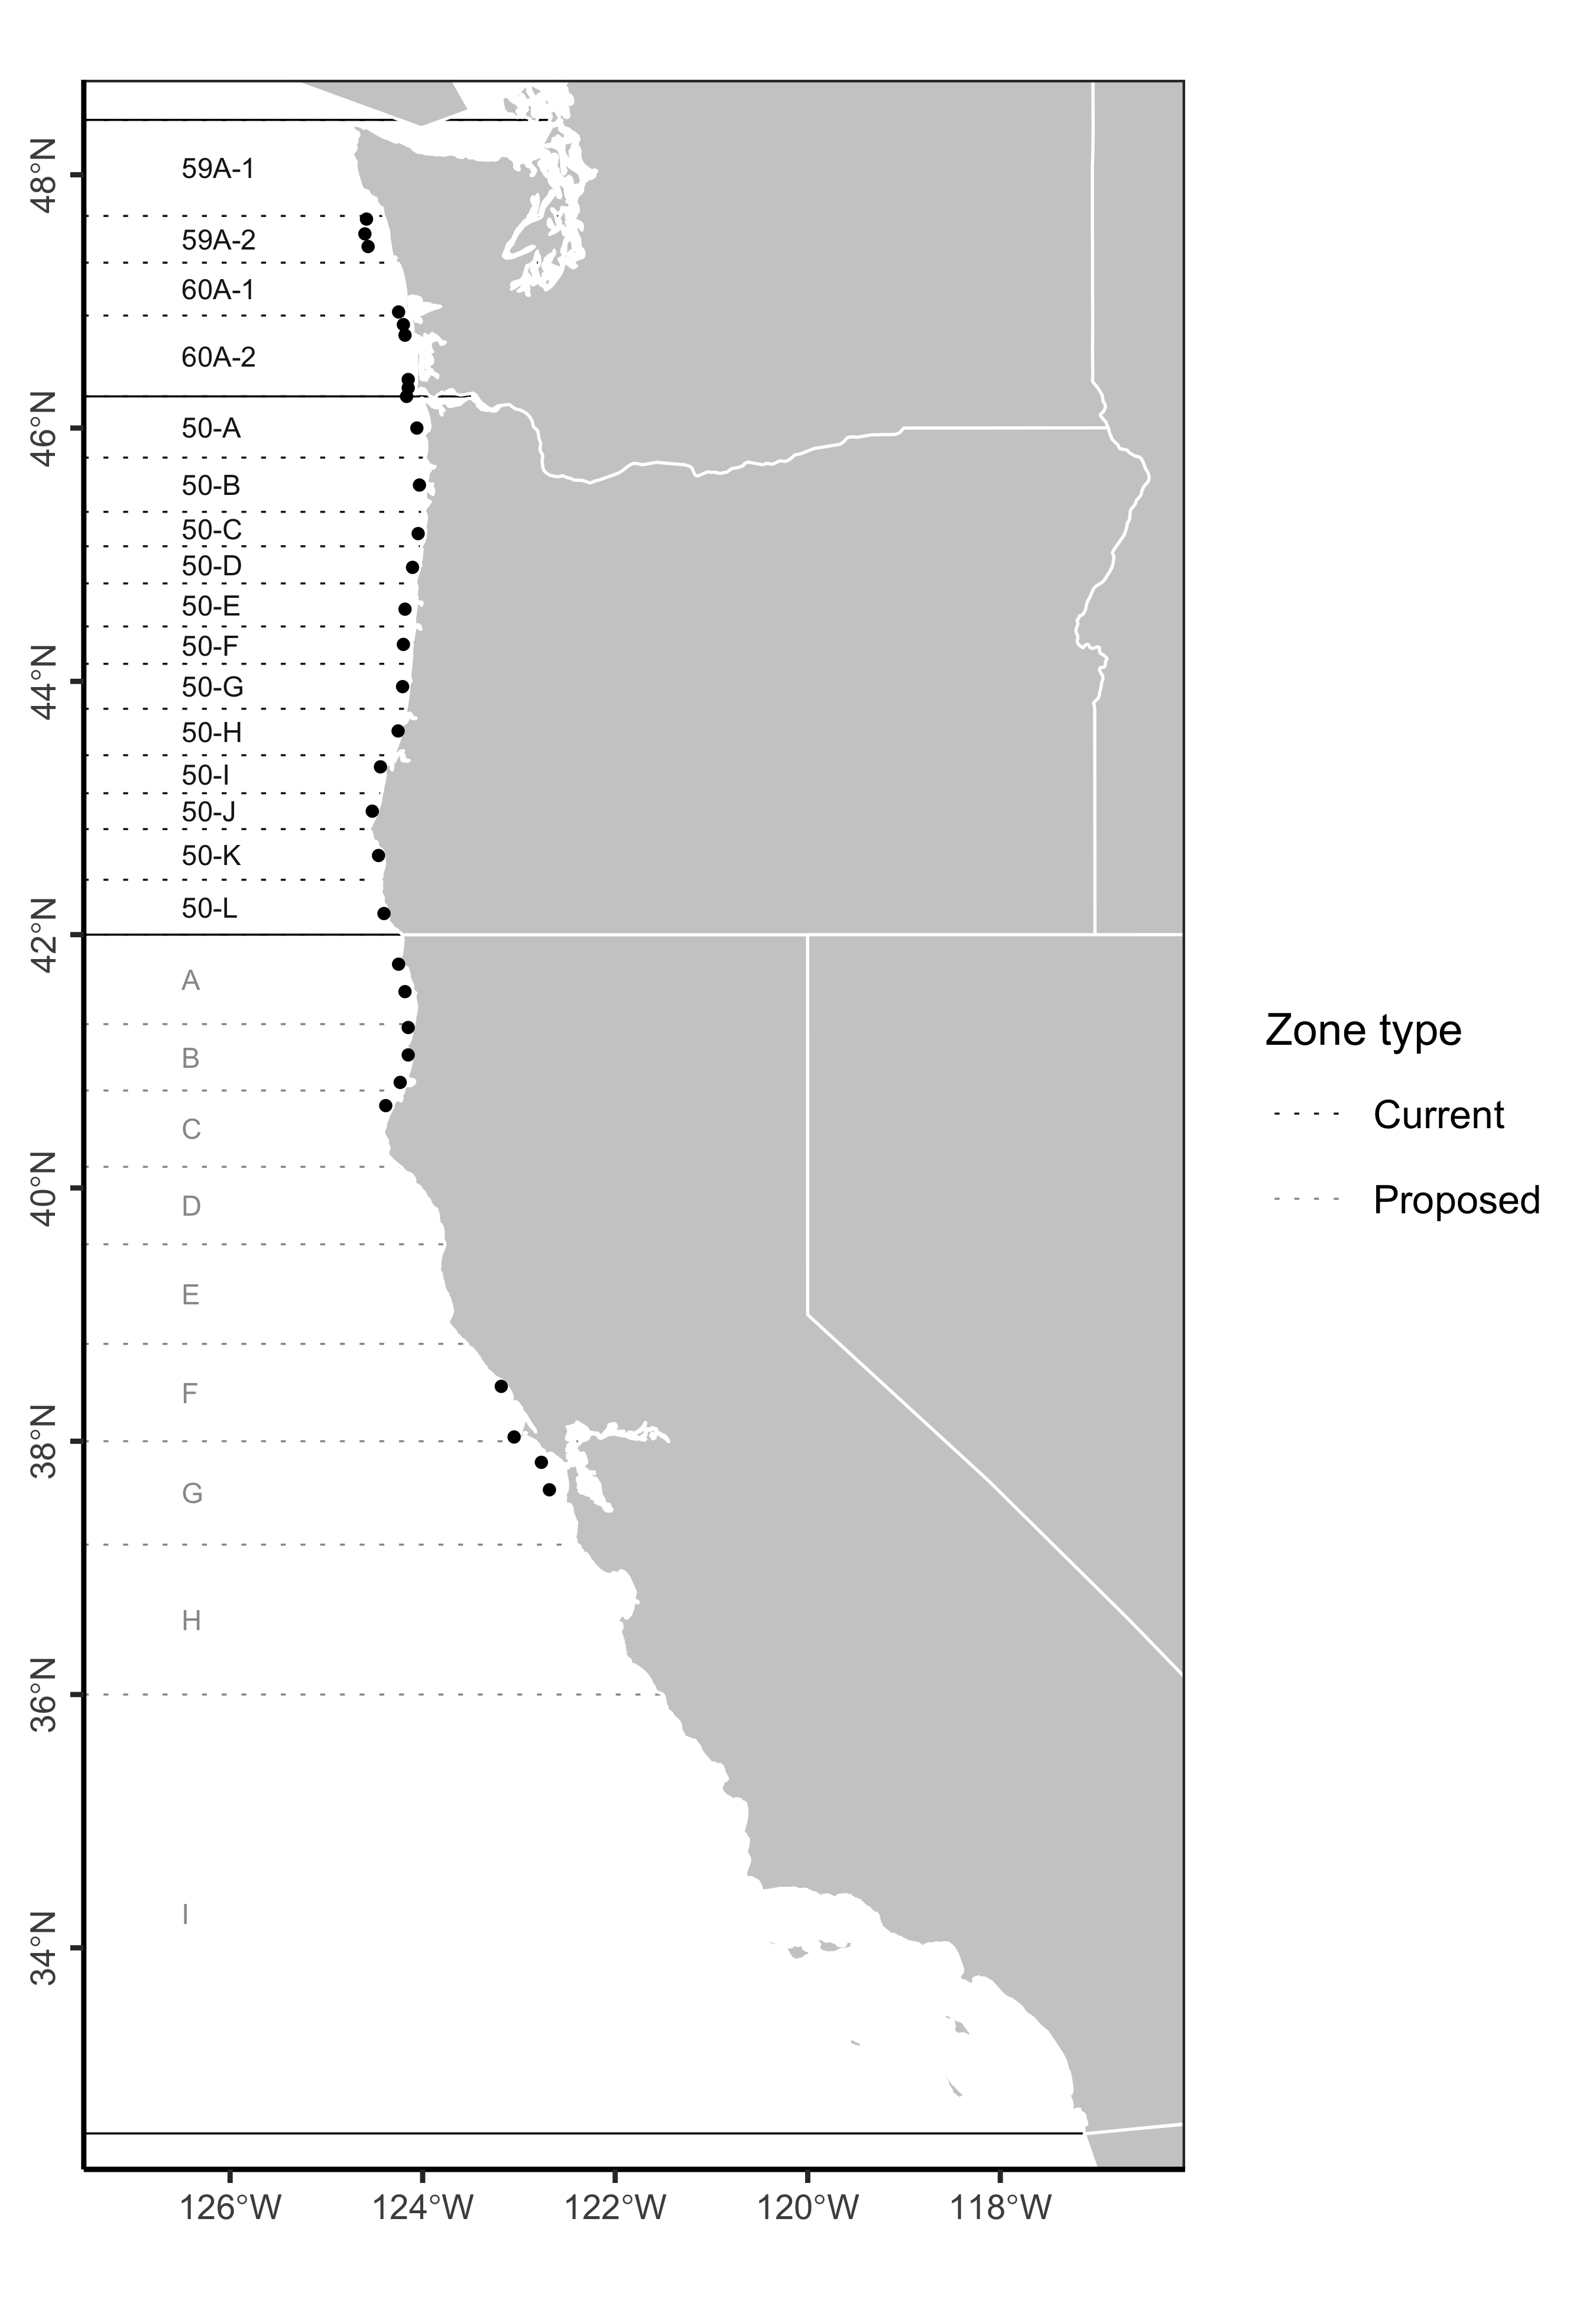 48°N
46°N
44°N
42°N
40°N
38°N
36°N
34°N
59A-1
59A-2
60A-1
60A-2
50-A
50-B
50-C
50-D
50-E
50-F
50-G
50-H
50-I
50-J
50-K
50-L
A
B
C
D
E
F
G
H
I
126°W 124°W 122°W 120°W 118°W
Zone type
Current
Proposed